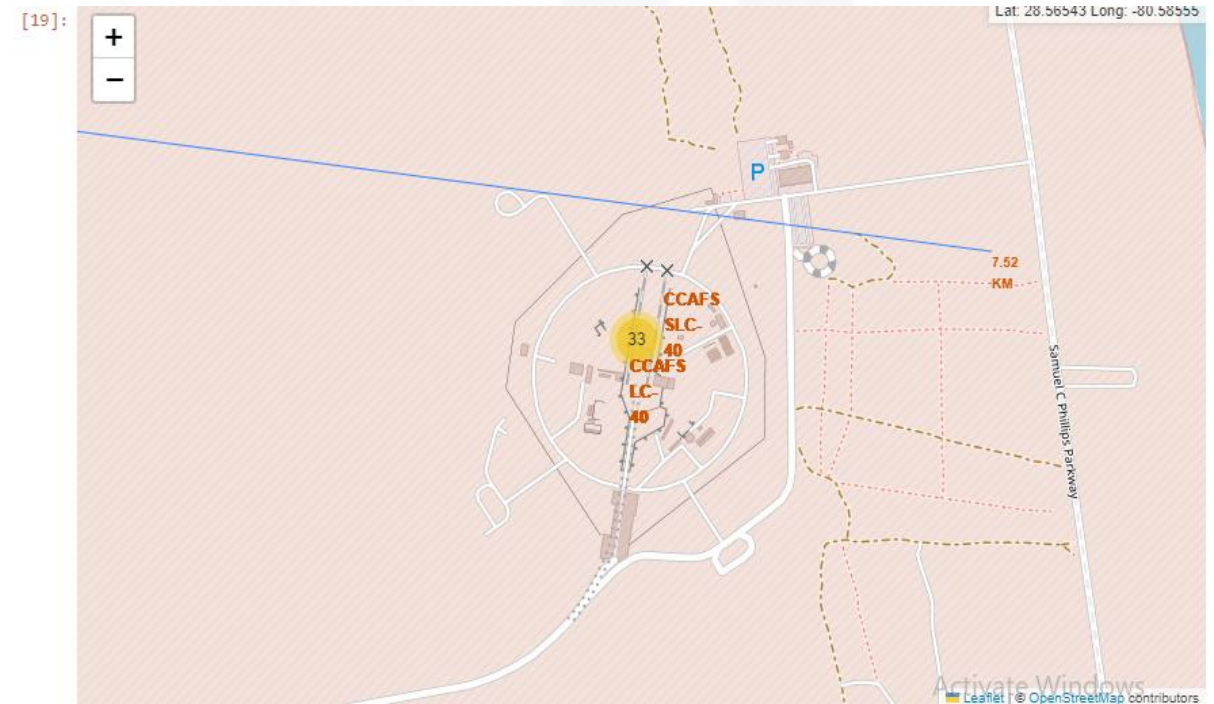 [19]:
+
−
Lat: 28.56543 Long: -80.58555
P
7.52
KM
CCAFS
SLC-
40
33
CCAFS
LC-
40
Samuel C Phillips Parkway
Activate Windows
Leaflet | © OpenStreetMap contributors